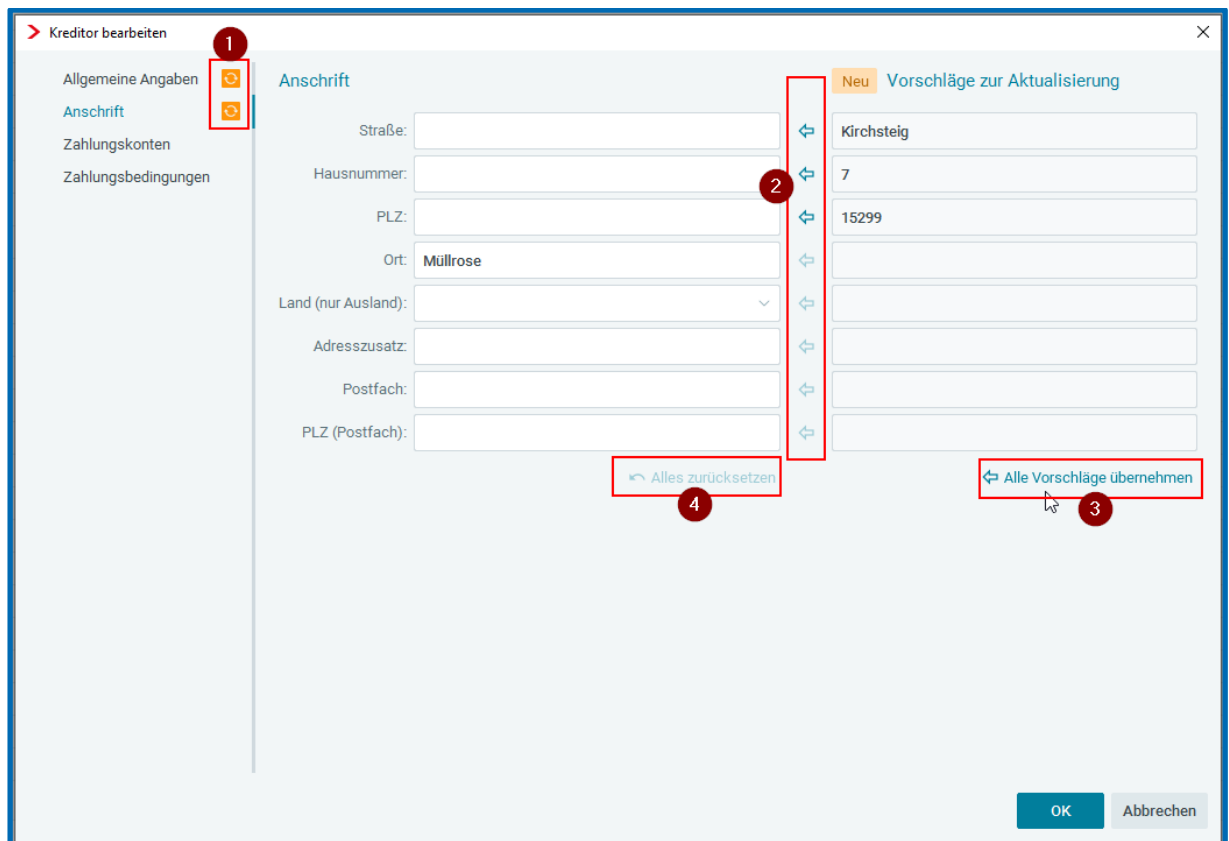 Kreditor bearbeiten
1
Allgemeine Angaben
Anschrift
Zahlungskonten
Zahlungsbedingungen
Anschrift
Neu Vorschläge zur Aktualisierung
Straße: Kirchsteig
Hausnummer: 2 7
PLZ: 15299
Ort: Müllrose
Land (nur Ausland):
Adresszusatz:
Postfach:
PLZ (Postfach):
Alles zurücksetzen Alle Vorschläge übernehmen
4 3
OK Abbrechen